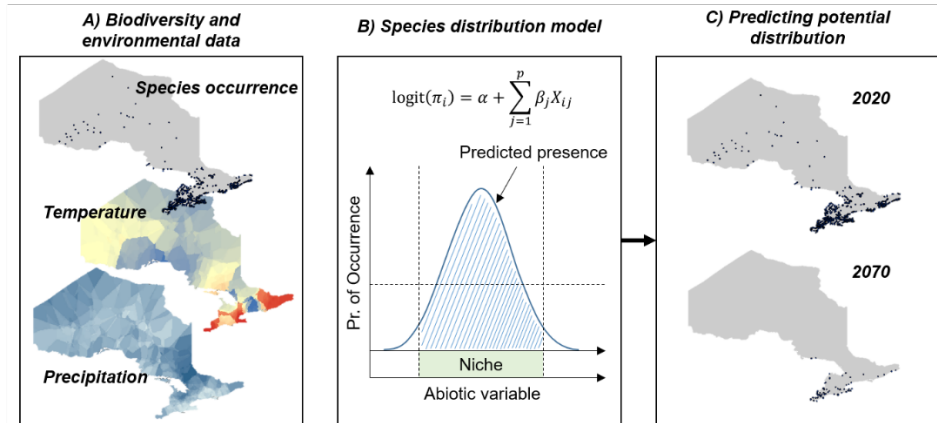 A) Biodiversity and
environmental data
Species occurrence
Temperature
Precipitation
B) Species distribution model
logit(πᵢ) = α + ∑ⱼ₌₁ᵖ βⱼXᵢⱼ
Predicted presence
Pr. of Occurrence
Niche
Abiotic variable
C) Predicting potential
distribution
2020
2070